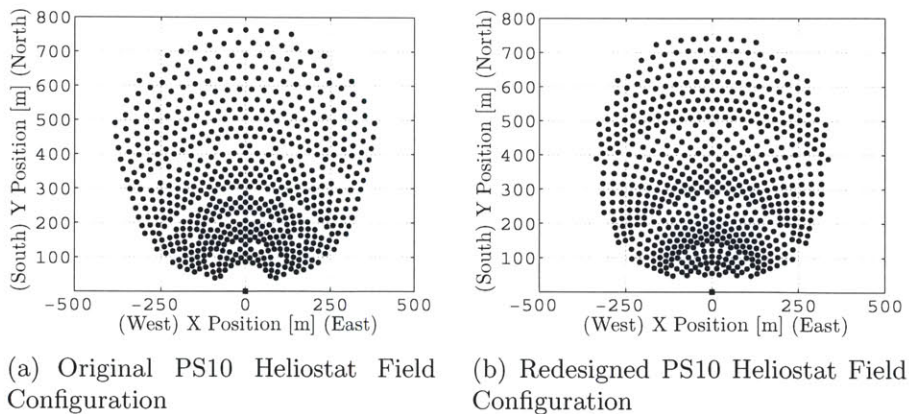 800
700
600
500
400
300
200
100
(South) Y Position [m] (North)
-500 -250 0 250 500
(West) X Position [m] (East)
(a) Original PS10 Heliostat Field
Configuration
800
700
600
500
400
300
200
100
(South) Y Position [m] (North)
-500 -250 0 250 500
(West) X Position [m] (East)
(b) Redesigned PS10 Heliostat Field
Configuration